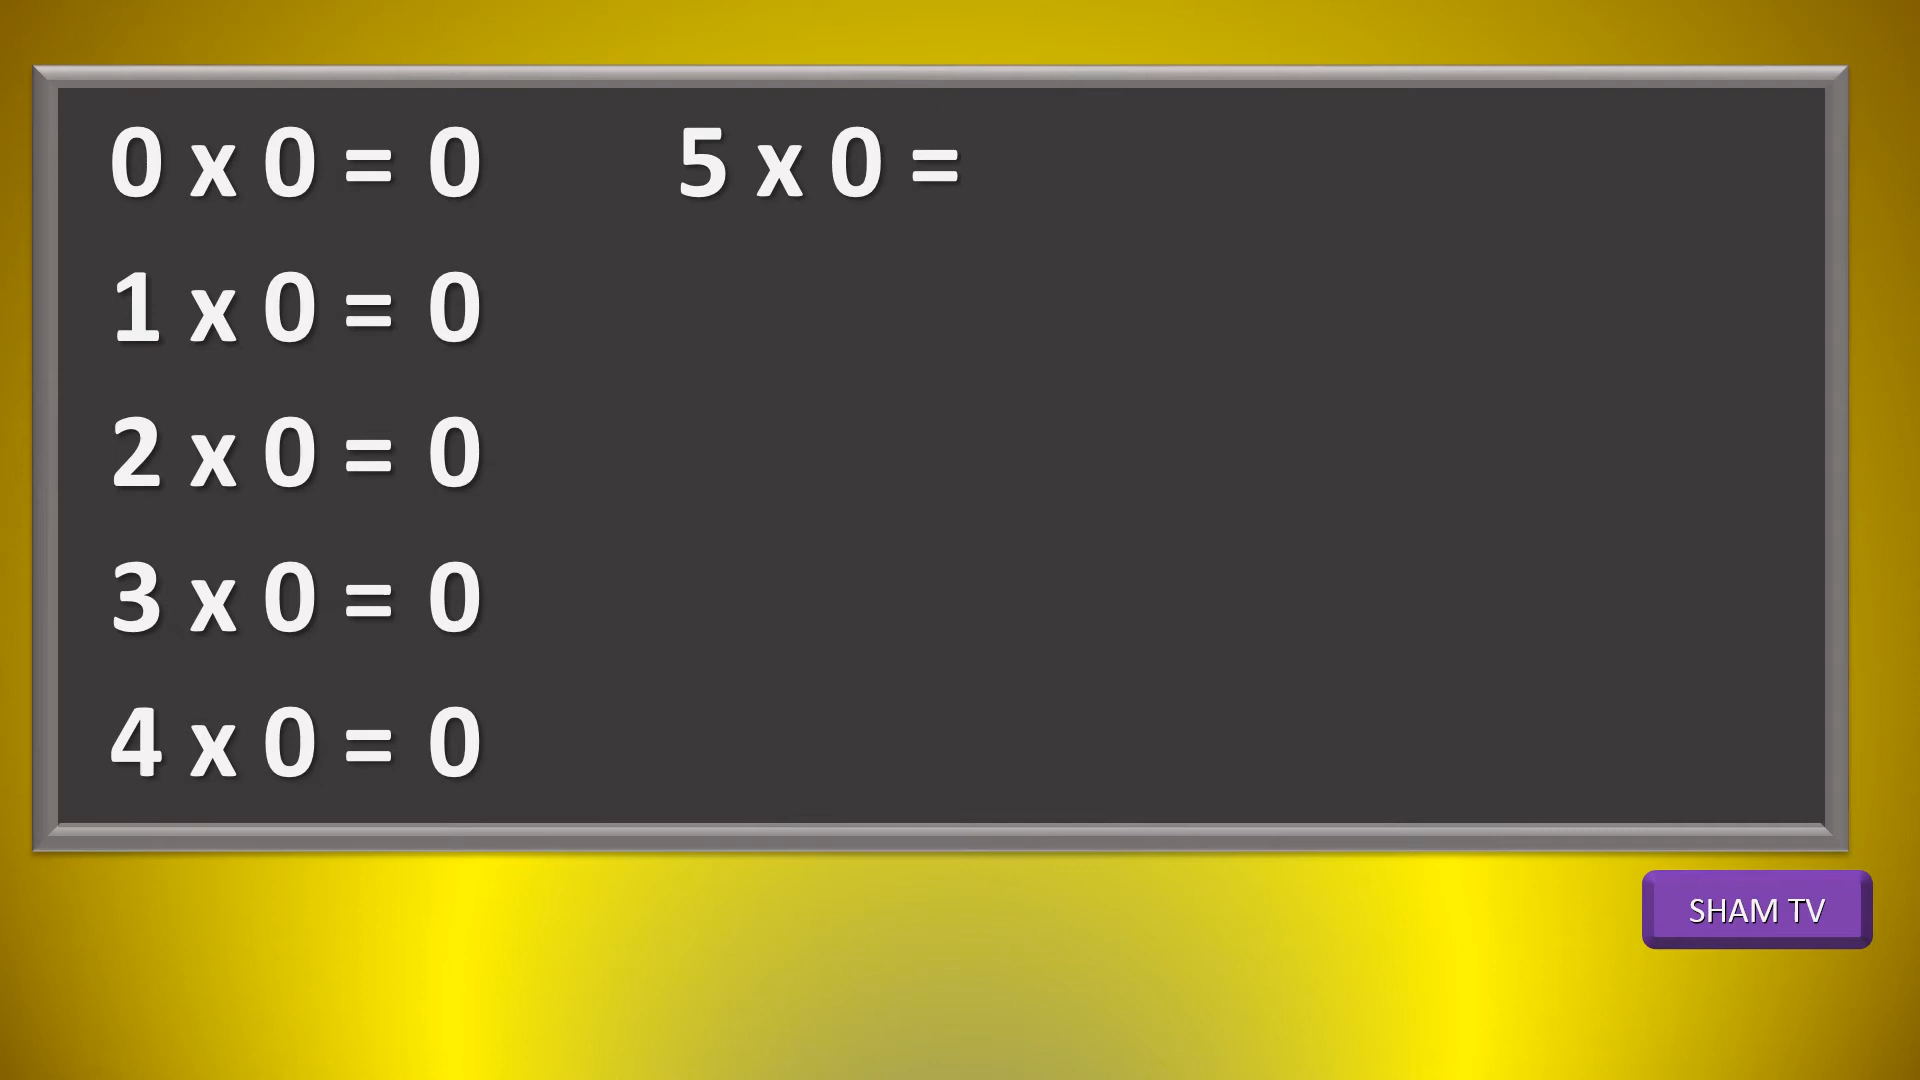 0 x 0 = 0
1 x 0 = 0
2 x 0 = 0
3 x 0 = 0
4 x 0 = 0
5 x 0 =
SHAM TV